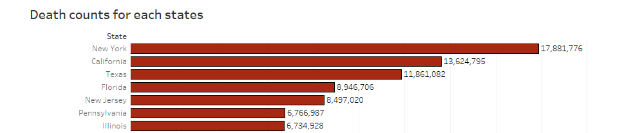 Death counts for each states
State
New York 17,881,776
California 13,624,795
Texas 11,861,082
Florida 8,946,706
New Jersey 8,497,020
Pennsylvania 6,766,987
Illinois 6,734,928